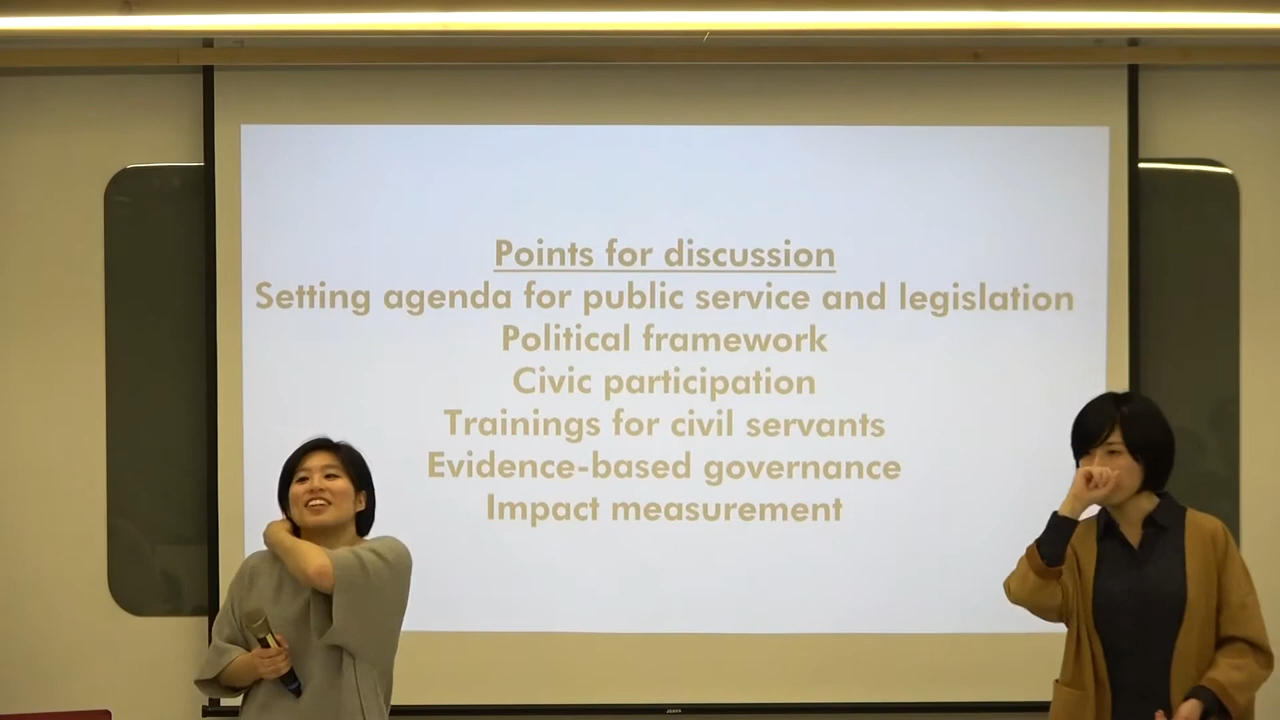 Points for discussion
Setting agenda for public service and legislation
Political framework
Civic participation
Trainings for civil servants
Evidence-based governance
Impact measurement